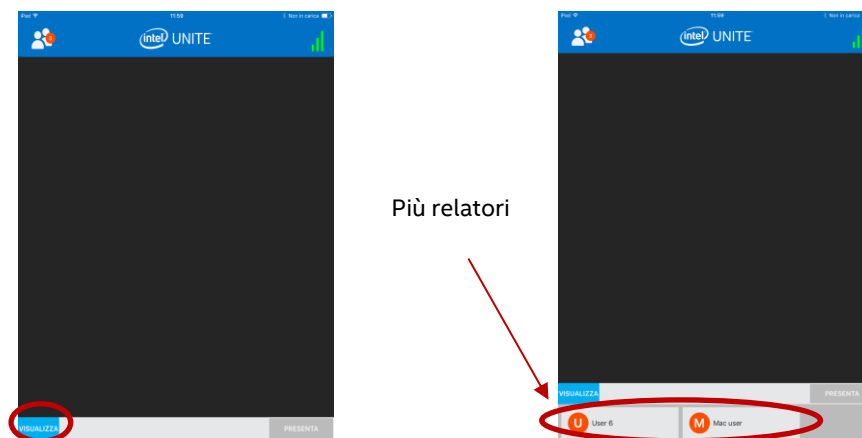 iPad 11:59 Non in carica
intel UNITE
VISUALIZZA PRESENTA
Più relatori
iPad 11:59 Non in carica
intel UNITE
VISUALIZZA PRESENTA
U User 6 M Mac user